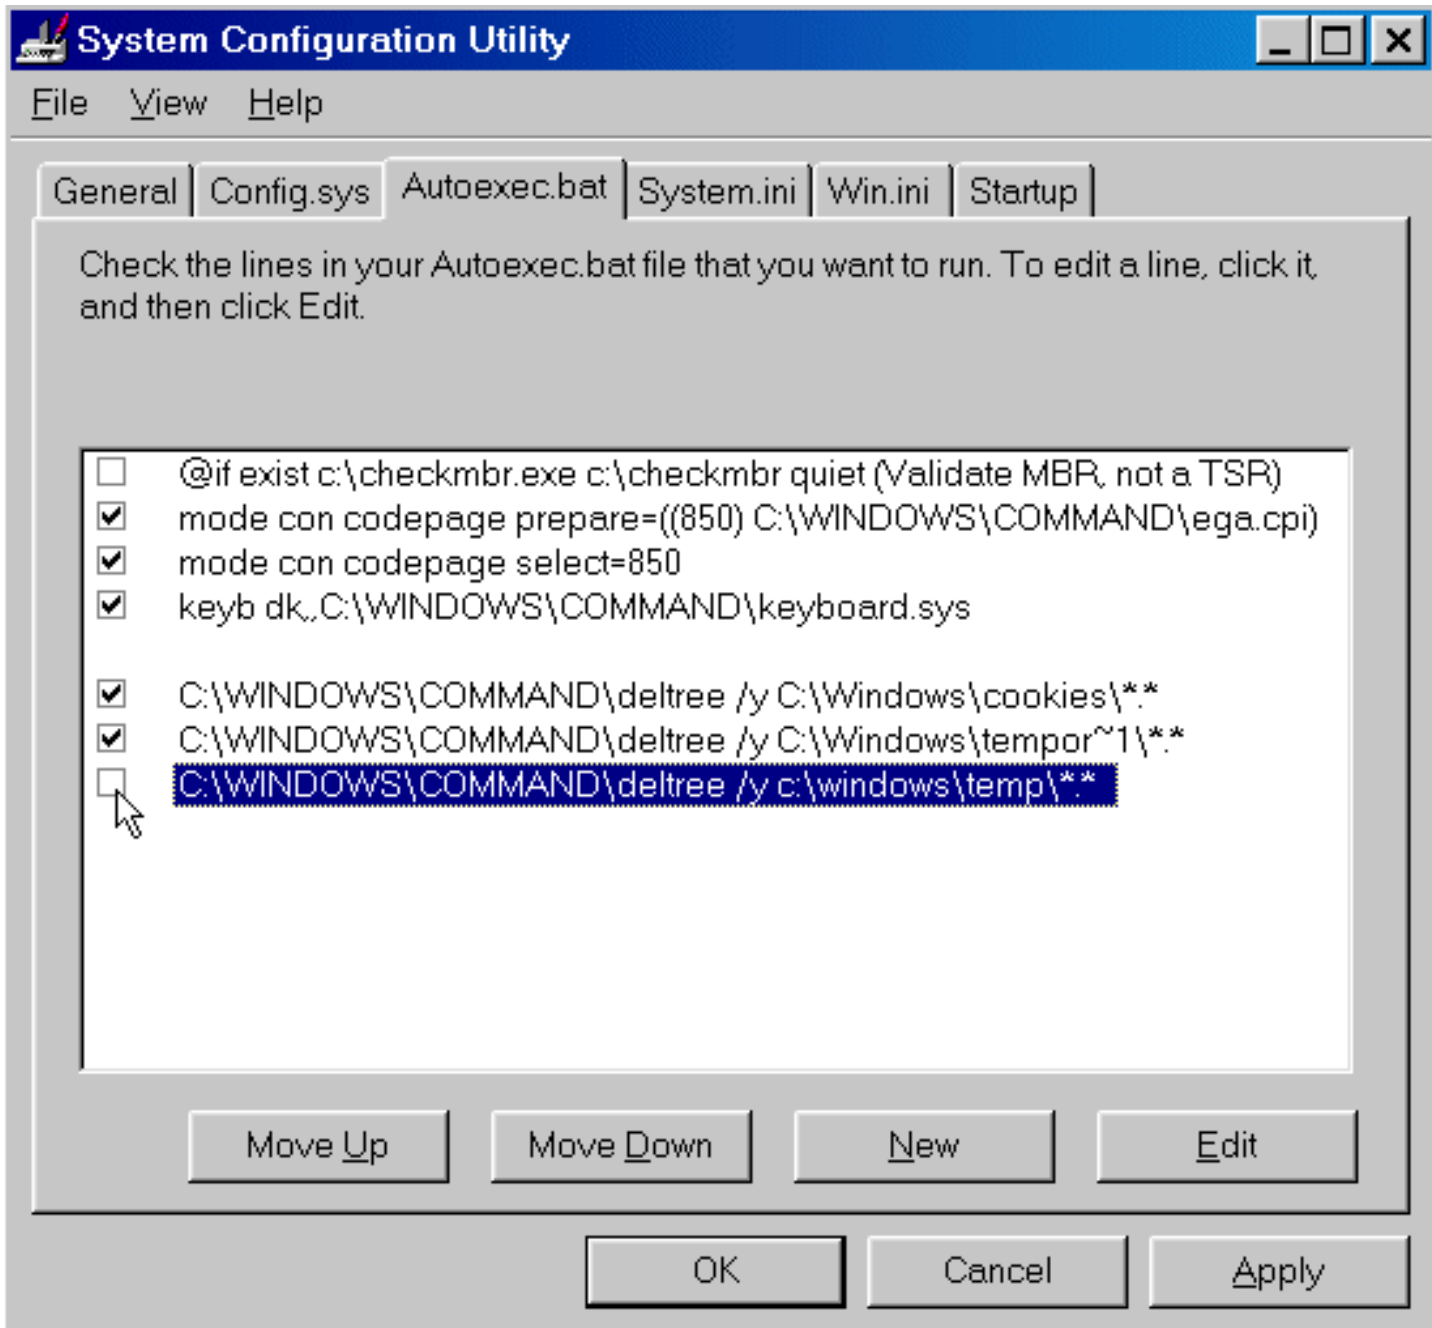 System Configuration Utility
File View Help
General Config.sys Autoexec.bat System.ini Win.ini Startup
Check the lines in your Autoexec.bat file that you want to run. To edit a line, click it, and then click Edit.
@if exist c:\checkmbr.exe c:\checkmbr quiet (Validate MBR, not a TSR)
mode con codepage prepare=((850) C:\WINDOWS\COMMAND\ega.cpi)
mode con codepage select=850
keyb dk,,C:\WINDOWS\COMMAND\keyboard.sys
C:\WINDOWS\COMMAND\deltree /y C:\Windows\cookies\*.*
C:\WINDOWS\COMMAND\deltree /y C:\Windows\tempor~1\*.*
C:\WINDOWS\COMMAND\deltree /y c:\windows\temp\*.*
Move Up Move Down New Edit
OK Cancel Apply